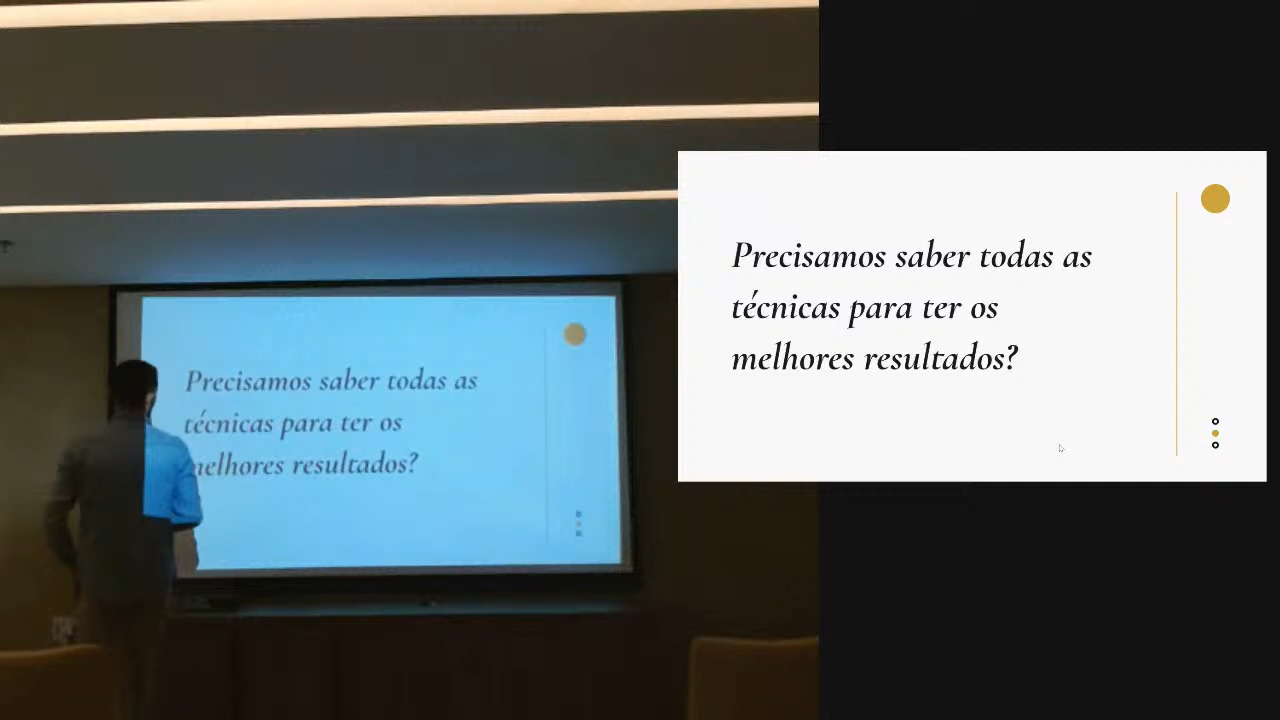 Precisamos saber todas as
técnicas para ter os
melhores resultados?
Precisamos saber todas as
técnicas para ter os
melhores resultados?